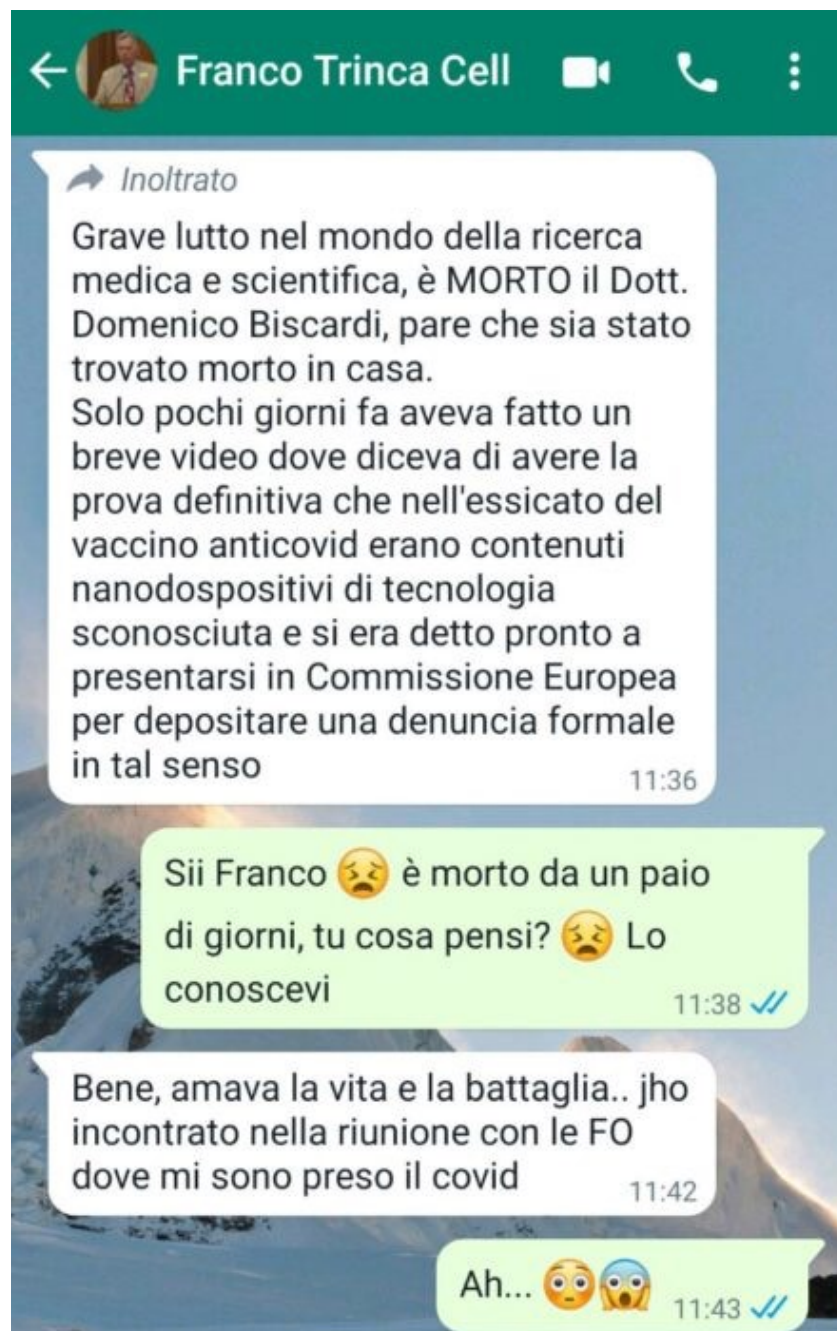 Franco Trinca Cell
Inoltrato
Grave lutto nel mondo della ricerca
medica e scientifica, è MORTO il Dott.
Domenico Biscardi, pare che sia stato
trovato morto in casa.
Solo pochi giorni fa aveva fatto un
breve video dove diceva di avere la
prova definitiva che nell'essicato del
vaccino anticovid erano contenuti
nanodospositivi di tecnologia
sconosciuta e si era detto pronto a
presentarsi in Commissione Europea
per depositare una denuncia formale
in tal senso
11:36
Sii Franco 😣 è morto da un paio
di giorni, tu cosa pensi? 😣 Lo
conoscevi
11:38
Bene, amava la vita e la battaglia.. jho
incontrato nella riunione con le FO
dove mi sono preso il covid
11:42
Ah... 😳😱
11:43